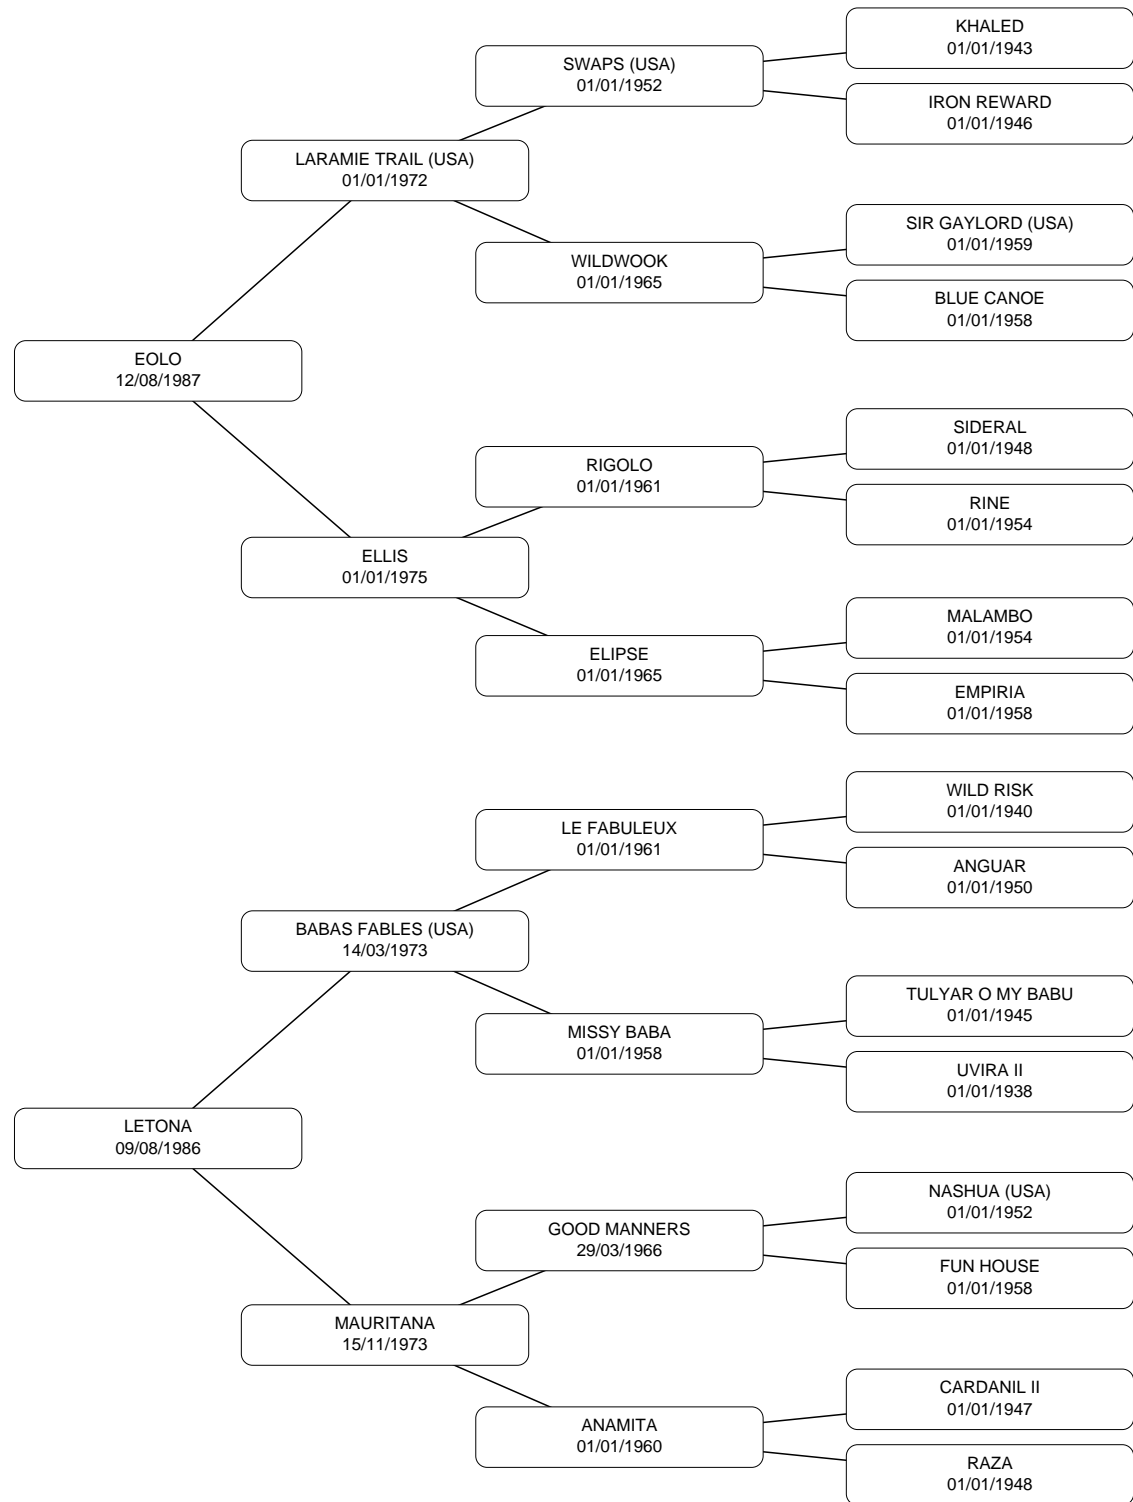 KHALED
01/01/1943
SWAPS (USA)
01/01/1952
IRON REWARD
01/01/1946
LARAMIE TRAIL (USA)
01/01/1972
SIR GAYLORD (USA)
01/01/1959
WILDWOOK
01/01/1965
BLUE CANOE
01/01/1958
EOLO
12/08/1987
SIDERAL
01/01/1948
RIGOLO
01/01/1961
RINE
01/01/1954
ELLIS
01/01/1975
MALAMBO
01/01/1954
ELIPSE
01/01/1965
EMPIRIA
01/01/1958
WILD RISK
01/01/1940
LE FABULEUX
01/01/1961
ANGUAR
01/01/1950
BABAS FABLES (USA)
14/03/1973
TULYAR O MY BABU
01/01/1945
MISSY BABA
01/01/1958
UVIRA II
01/01/1938
LETONA
09/08/1986
NASHUA (USA)
01/01/1952
GOOD MANNERS
29/03/1966
FUN HOUSE
01/01/1958
MAURITANA
15/11/1973
CARDANIL II
01/01/1947
ANAMITA
01/01/1960
RAZA
01/01/1948